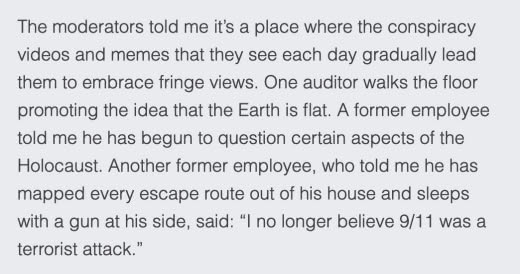 The moderators told me it’s a place where the conspiracy
videos and memes that they see each day gradually lead
them to embrace fringe views. One auditor walks the floor
promoting the idea that the Earth is flat. A former employee
told me he has begun to question certain aspects of the
Holocaust. Another former employee, who told me he has
mapped every escape route out of his house and sleeps
with a gun at his side, said: “I no longer believe 9/11 was a
terrorist attack.”